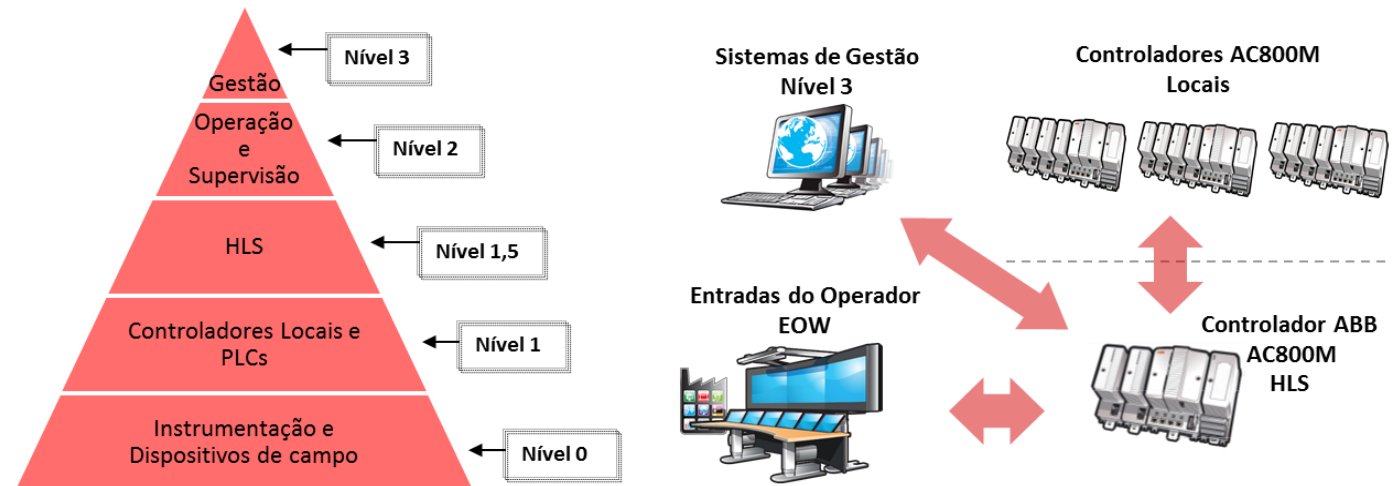 Gestão
Nível 3
Operação
e
Supervisão
Nível 2
HLS
Nível 1,5
Controladores Locais e
PLCs
Nível 1
Instrumentação e
Dispositivos de campo
Nível 0
Sistemas de Gestão
Nível 3
Controladores AC800M
Locais
Entradas do Operador
EOW
Controlador ABB
AC800M
HLS